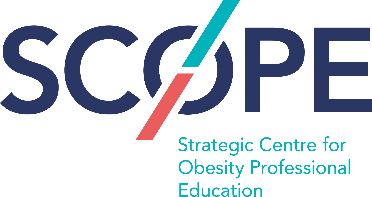 SCOPE
Strategic Centre for
Obesity Professional
Education